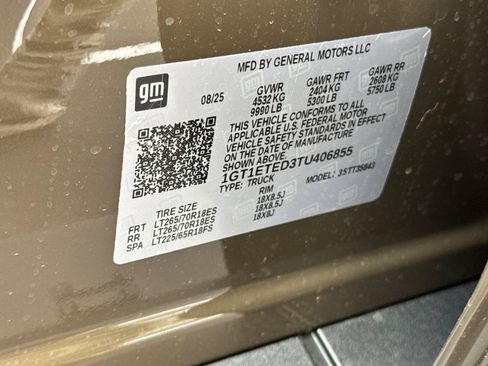 gm
MFD BY GENERAL MOTORS LLC
08/25 GVWR GAWR FRT GAWR RR
4532 KG 2404 KG 2608 KG
9990 LB 5300 LB 5750 LB
THIS VEHICLE CONFORMS TO ALL
APPLICABLE U.S. FEDERAL MOTOR
VEHICLE SAFETY STANDARDS IN EFFECT
ON THE DATE OF MANUFACTURE
SHOWN ABOVE.
1GT1ETED3TU406855
TYPE: TRUCK MODEL: 3STT35843
TIRE SIZE RIM
FRT LT265/70R18ES 18X8.5J
RR LT265/70R18ES 18X8.5J
SPA LT225/65R18FS 18X8J